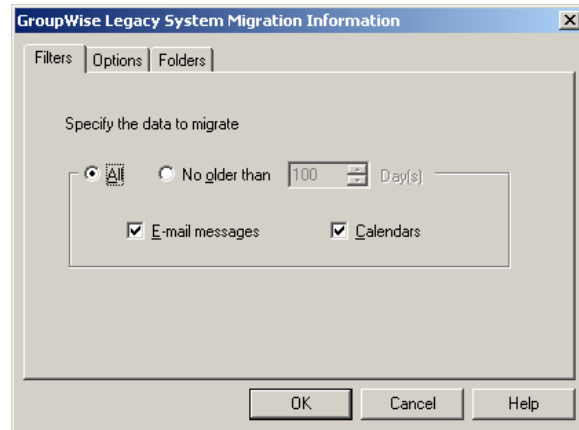 GroupWise Legacy System Migration Information
Filters Options Folders
Specify the data to migrate
All No older than 100 Day(s)
E-mail messages Calendars
OK Cancel Help